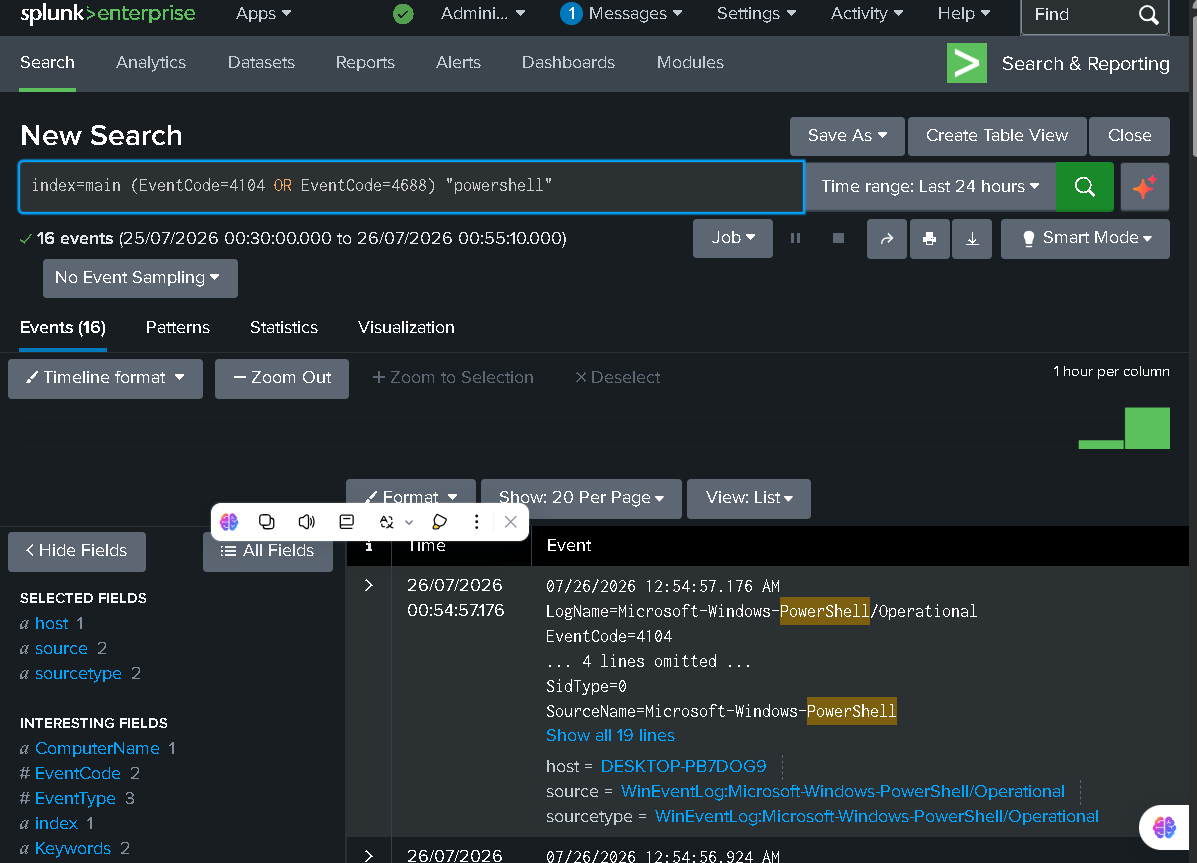 splunk>enterprise Apps Admini... 1 Messages Settings Activity Help Find
Search Analytics Datasets Reports Alerts Dashboards Modules Search & Reporting
New Search
Save As Create Table View Close
index=main (EventCode=4104 OR EventCode=4688) "powershell"
Time range: Last 24 hours
16 events (25/07/2026 00:30:00.000 to 26/07/2026 00:55:10.000)
Job Smart Mode
No Event Sampling
Events (16) Patterns Statistics Visualization
Timeline format — Zoom Out + Zoom to Selection × Deselect
1 hour per column
Format Show: 20 Per Page View: List
< Hide Fields All Fields
i Time Event
SELECTED FIELDS
a host 1
a source 2
a sourcetype 2
INTERESTING FIELDS
a ComputerName 1
# EventCode 2
# EventType 3
a index 1
a Keywords 2
> 26/07/2026
00:54:57.176
07/26/2026 12:54:57.176 AM
LogName=Microsoft-Windows-PowerShell/Operational
EventCode=4104
... 4 lines omitted ...
SidType=0
SourceName=Microsoft-Windows-PowerShell
Show all 19 lines
host = DESKTOP-PB7DOG9
source = WinEventLog:Microsoft-Windows-PowerShell/Operational
sourcetype = WinEventLog:Microsoft-Windows-PowerShell/Operational
> 26/07/2026 07/26/2026 12:54:56.924 AM